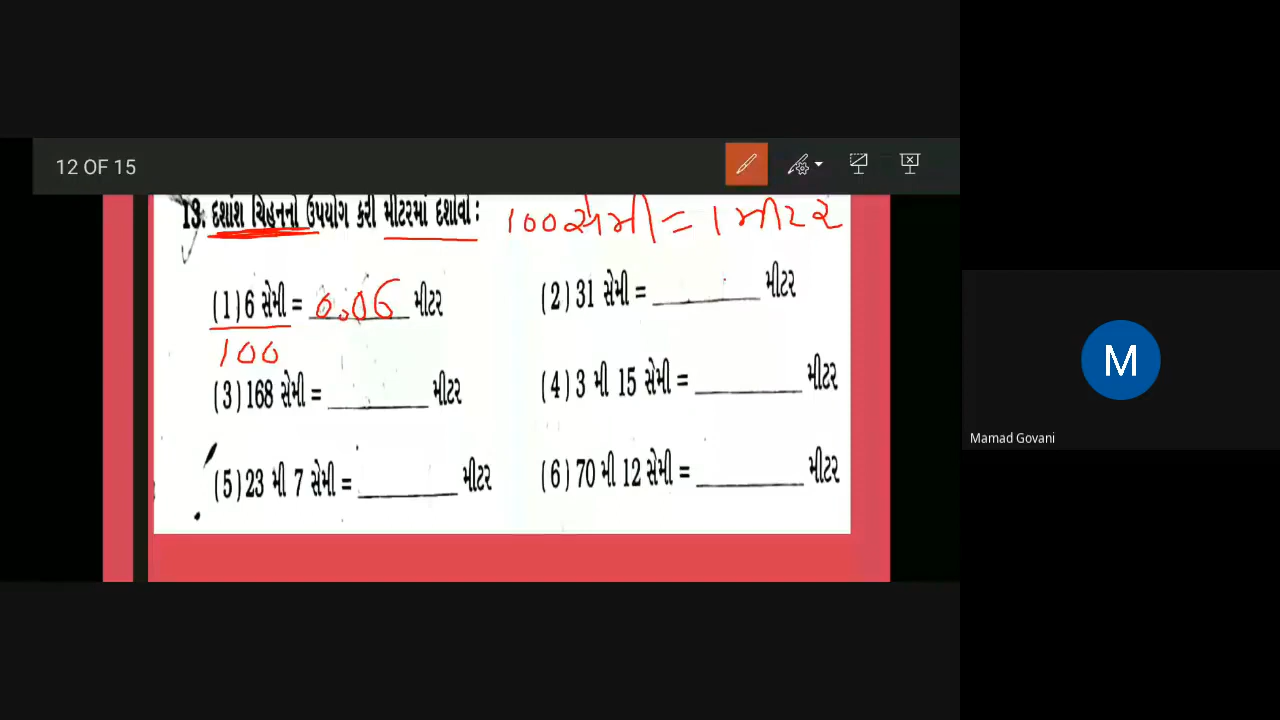 12 OF 15
13. દશાંશ ચિહ્નનો ઉપયોગ કરી મીટરમાં દર્શાવો :
100 સેમી = 1 મીટર
(1) 6 સેમી = 0.06 મીટર
100
(2) 31 સેમી = ________ મીટર
(3) 168 સેમી = ________ મીટર
(4) 3 મી 15 સેમી = ________ મીટર
(5) 23 મી 7 સેમી = ________ મીટર
(6) 70 મી 12 સેમી = ________ મીટર
M
Mamad Govani